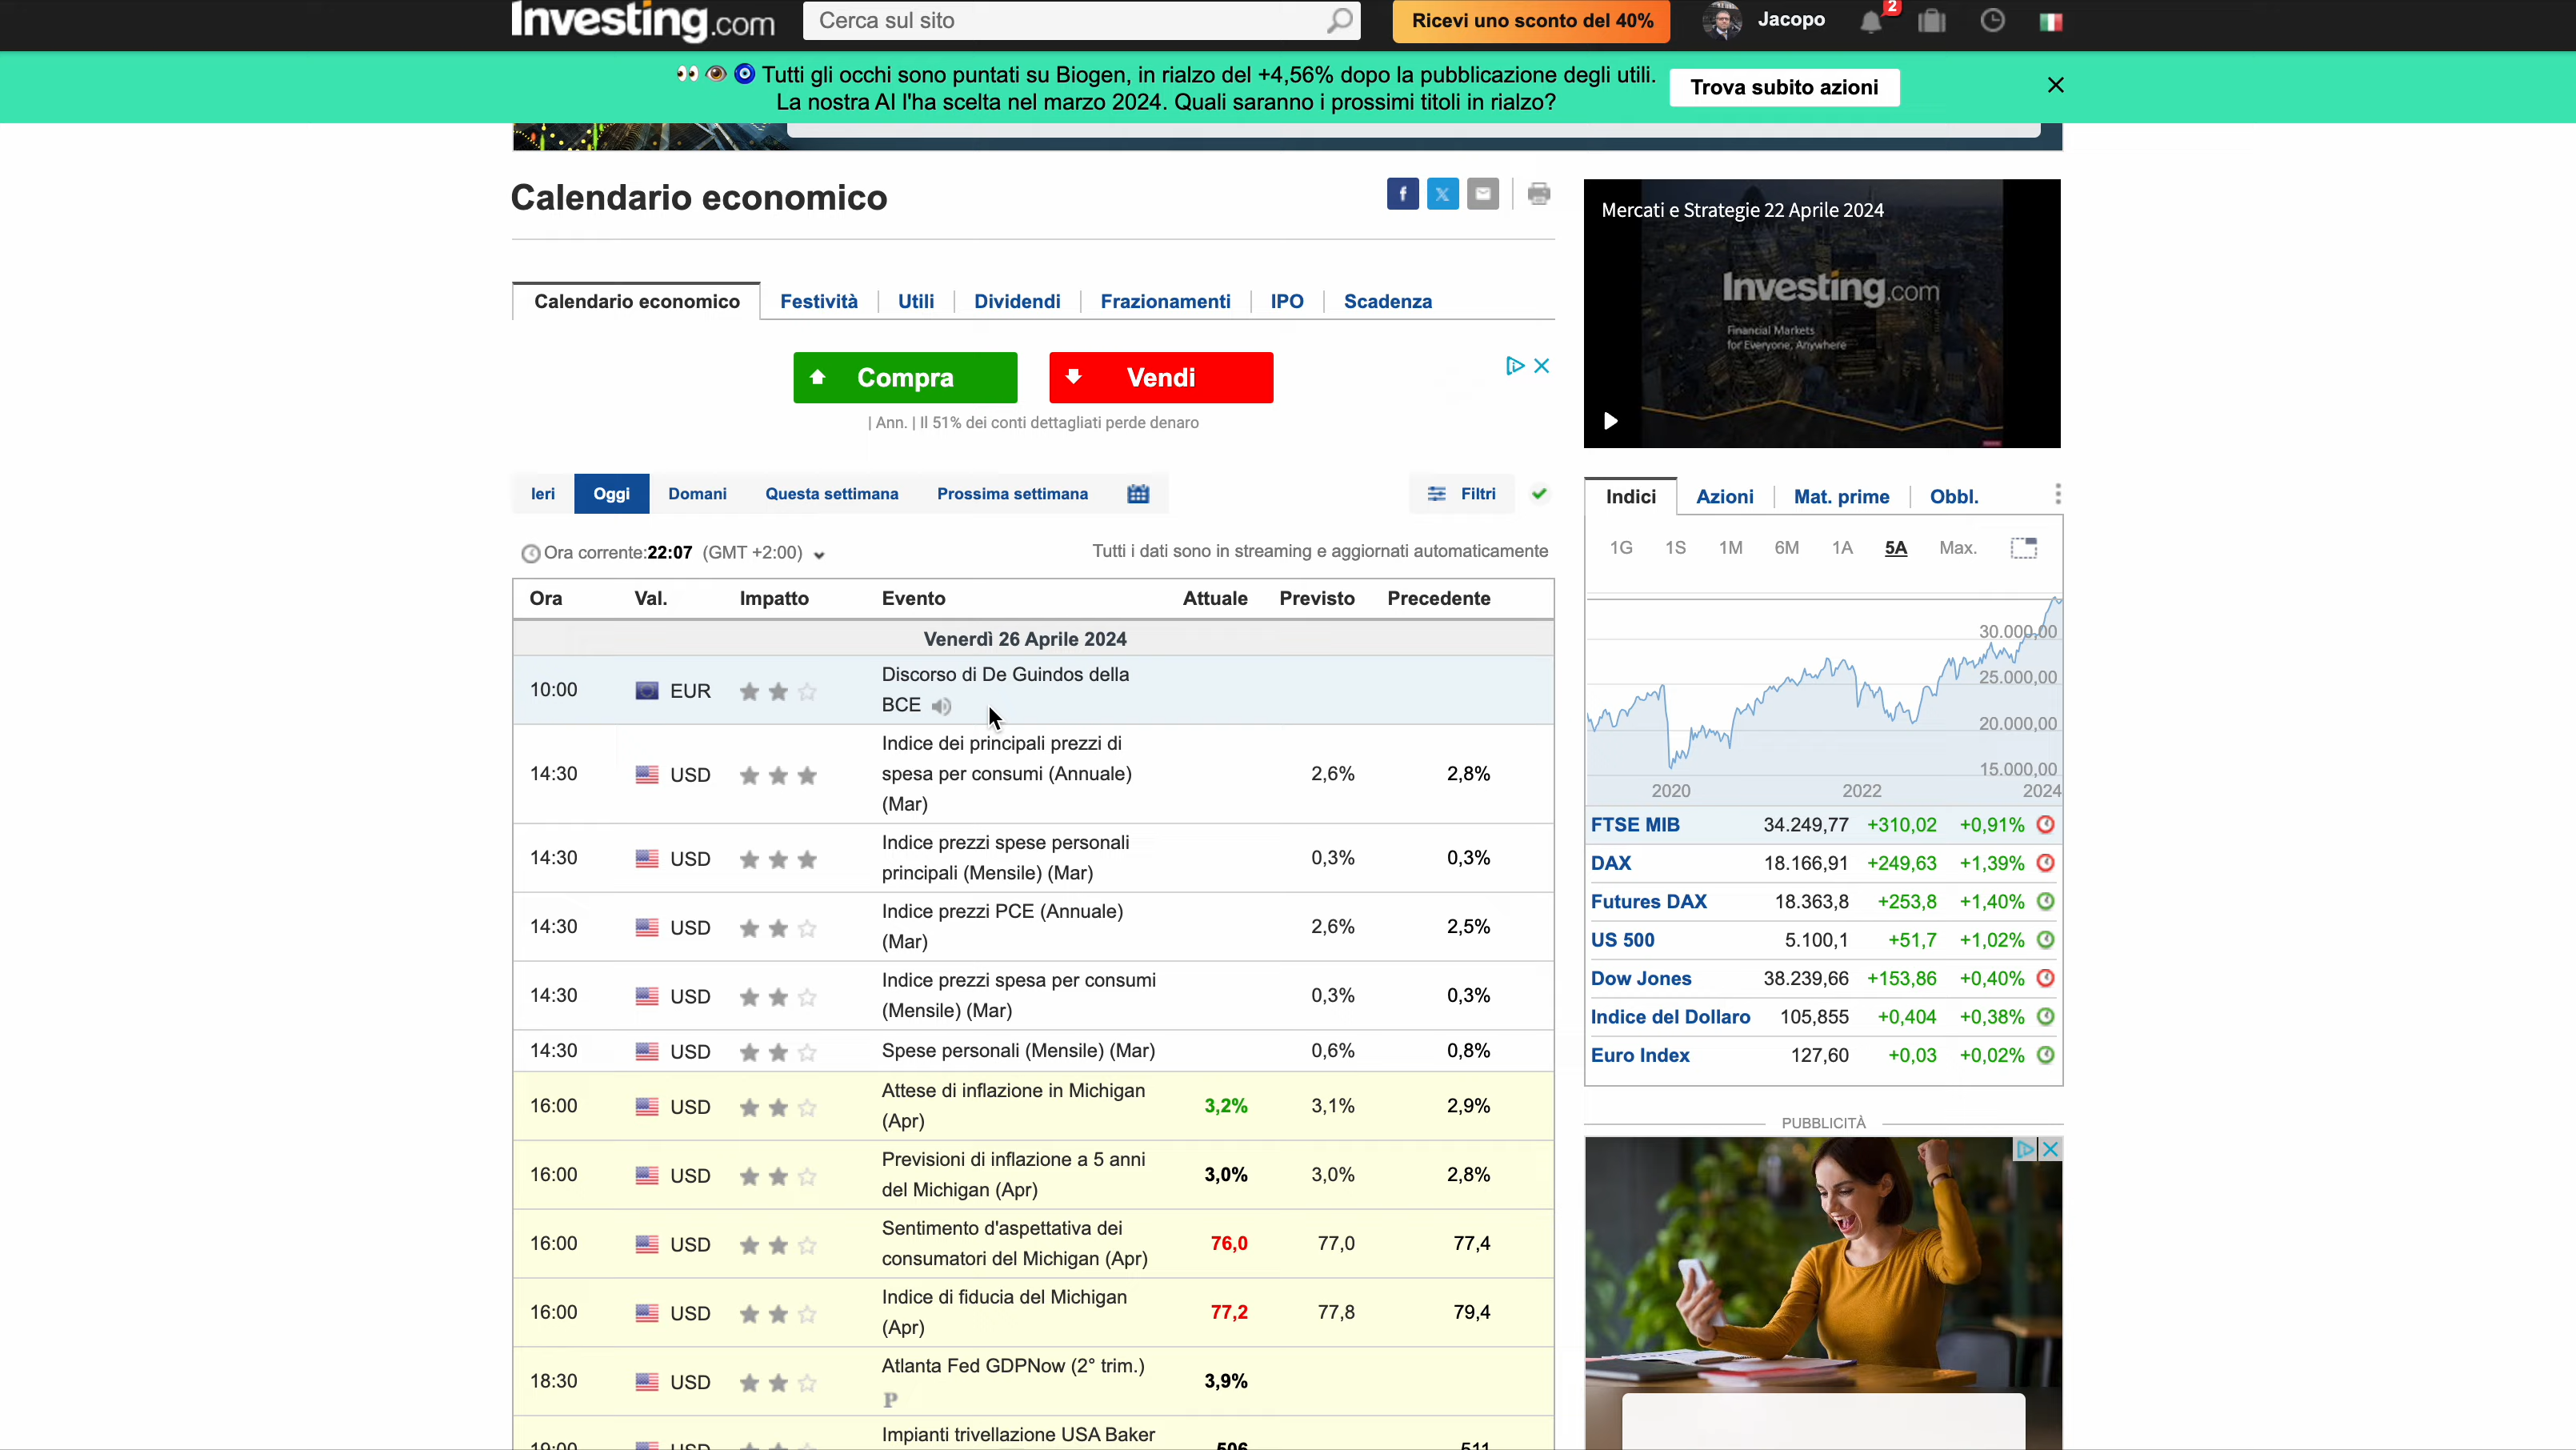 Investing.com
Cerca sul sito
Ricevi uno sconto del 40%
Jacopo
2
Tutti gli occhi sono puntati su Biogen, in rialzo del +4,56% dopo la pubblicazione degli utili.
La nostra AI l'ha scelta nel marzo 2024. Quali saranno i prossimi titoli in rialzo?
Trova subito azioni
Calendario economico
Calendario economico Festività Utili Dividendi Frazionamenti IPO Scadenza
Compra Vendi
| Ann. | Il 51% dei conti dettagliati perde denaro
Ieri Oggi Domani Questa settimana Prossima settimana Filtri
Ora corrente:22:07 (GMT +2:00) Tutti i dati sono in streaming e aggiornati automaticamente
Ora Val. Impatto Evento Attuale Previsto Precedente
Venerdì 26 Aprile 2024
10:00 EUR Discorso di De Guindos della
BCE
14:30 USD Indice dei principali prezzi di
spesa per consumi (Annuale)
(Mar) 2,6% 2,8%
14:30 USD Indice prezzi spese personali
principali (Mensile) (Mar) 0,3% 0,3%
14:30 USD Indice prezzi PCE (Annuale)
(Mar) 2,6% 2,5%
14:30 USD Indice prezzi spesa per consumi
(Mensile) (Mar) 0,3% 0,3%
14:30 USD Spese personali (Mensile) (Mar) 0,6% 0,8%
16:00 USD Attese di inflazione in Michigan
(Apr) 3,2% 3,1% 2,9%
16:00 USD Previsioni di inflazione a 5 anni
del Michigan (Apr) 3,0% 3,0% 2,8%
16:00 USD Sentimento d'aspettativa dei
consumatori del Michigan (Apr) 76,0 77,0 77,4
16:00 USD Indice di fiducia del Michigan
(Apr) 77,2 77,8 79,4
18:30 USD Atlanta Fed GDPNow (2° trim.)
P 3,9%
19:00 USD Impianti trivellazione USA Baker 506 511
Mercati e Strategie 22 Aprile 2024
Investing.com
Financial Markets
for Everyone, Anywhere
Indici Azioni Mat. prime Obbl.
1G 1S 1M 6M 1A 5A Max.
30.000,00
25.000,00
20.000,00
15.000,00
2020 2022 2024
FTSE MIB 34.249,77 +310,02 +0,91%
DAX 18.166,91 +249,63 +1,39%
Futures DAX 18.363,8 +253,8 +1,40%
US 500 5.100,1 +51,7 +1,02%
Dow Jones 38.239,66 +153,86 +0,40%
Indice del Dollaro 105,855 +0,404 +0,38%
Euro Index 127,60 +0,03 +0,02%
PUBBLICITÀ